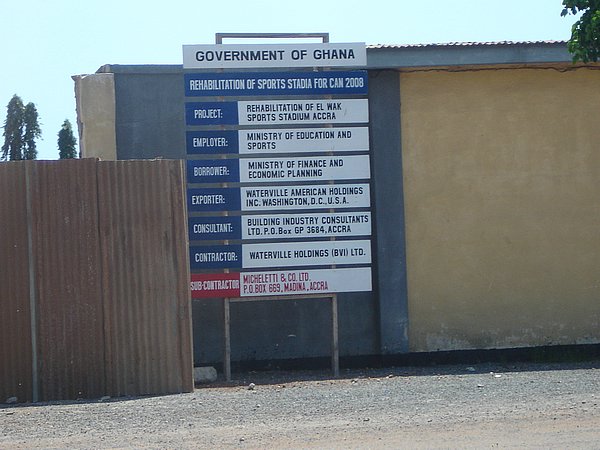 GOVERNMENT OF GHANA
REHABILITATION OF SPORTS STADIA FOR CAN 2008
PROJECT: REHABILITATION OF EL WAK
SPORTS STADIUM ACCRA
EMPLOYER: MINISTRY OF EDUCATION AND
SPORTS
BORROWER: MINISTRY OF FINANCE AND
ECONOMIC PLANNING
EXPORTER: WATERVILLE AMERICAN HOLDINGS
INC. WASHINGTON, D.C., U.S.A.
CONSULTANT: BUILDING INDUSTRY CONSULTANTS
LTD. P.O.Box GP 3684, ACCRA
CONTRACTOR: WATERVILLE HOLDINGS (BVI) LTD.
SUB-CONTRACTOR MICHELETTI & CO. LTD.
P.O.BOX 669, MADINA, ACCRA